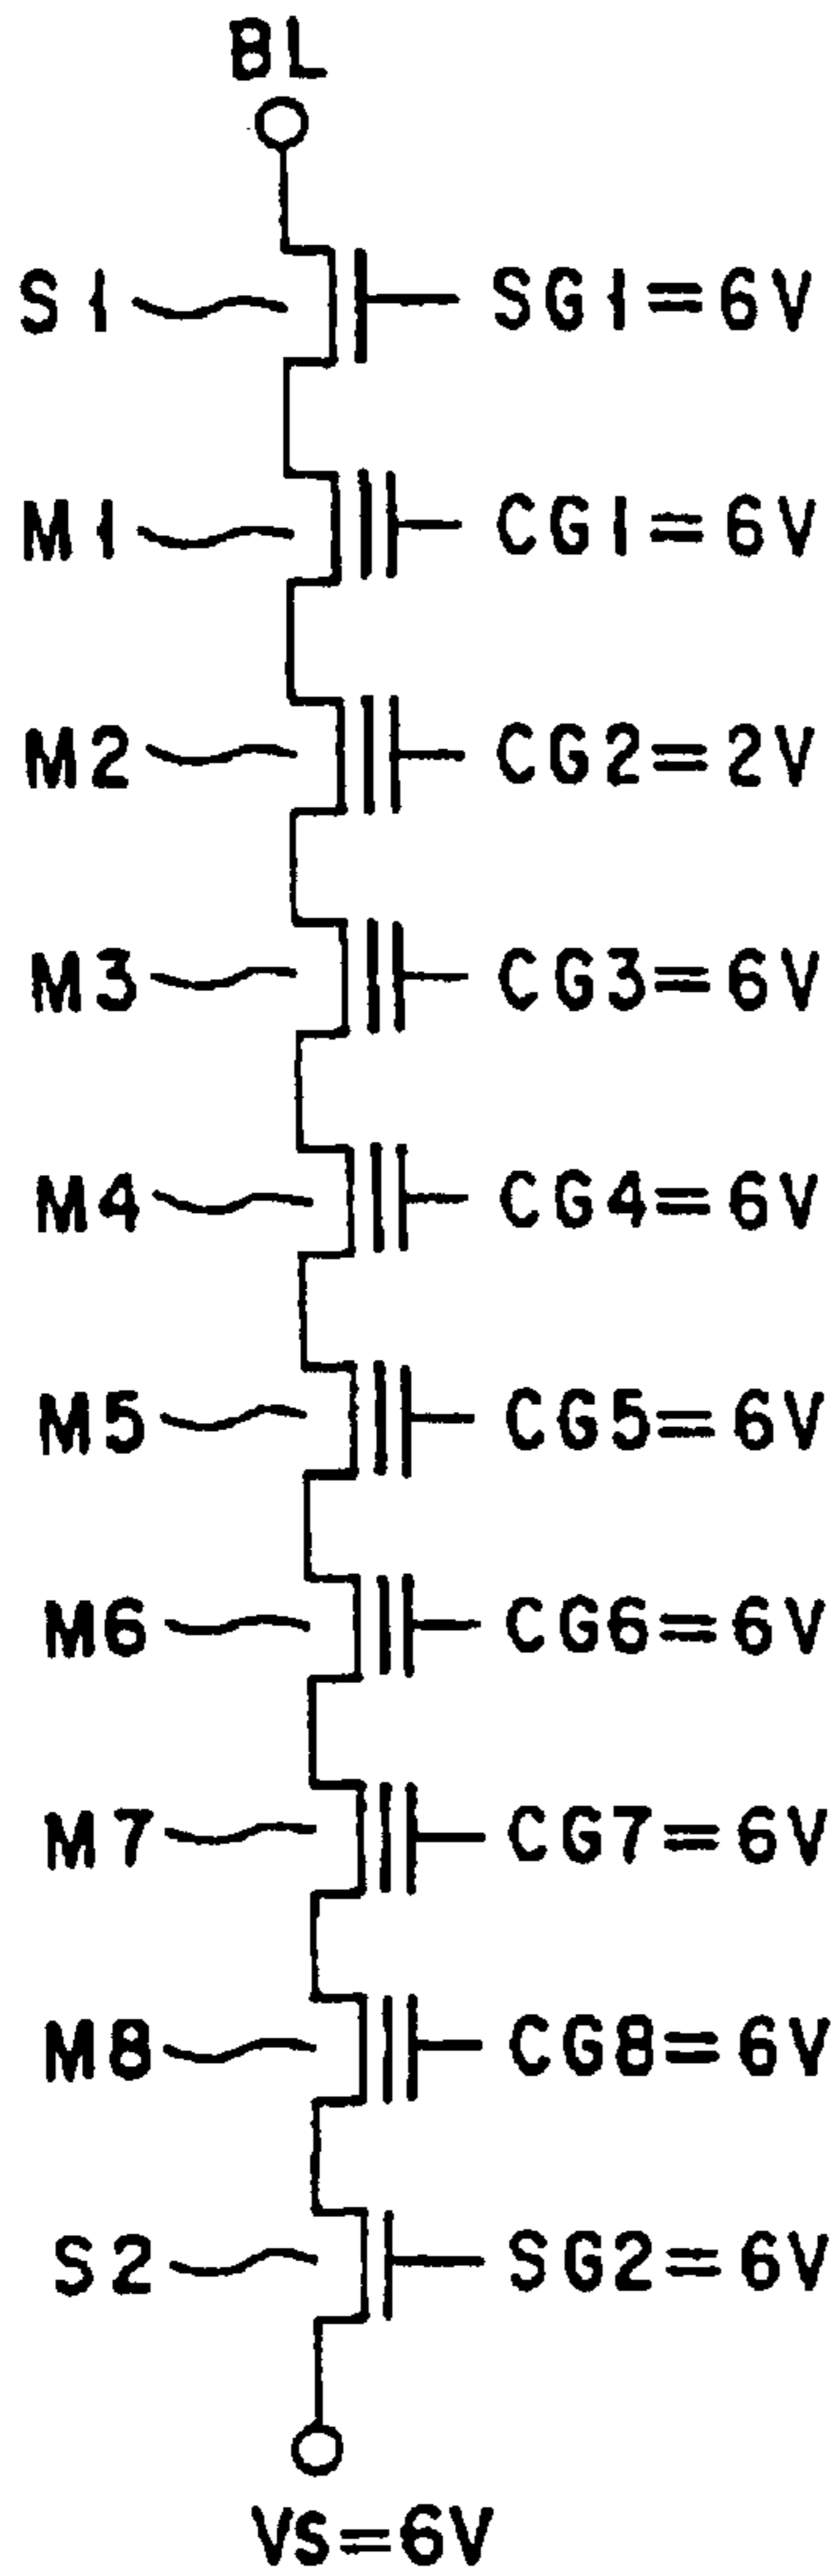 BL
S1 SG1=6V
M1 CG1=6V
M2 CG2=2V
M3 CG3=6V
M4 CG4=6V
M5 CG5=6V
M6 CG6=6V
M7 CG7=6V
M8 CG8=6V
S2 SG2=6V
VS=6V